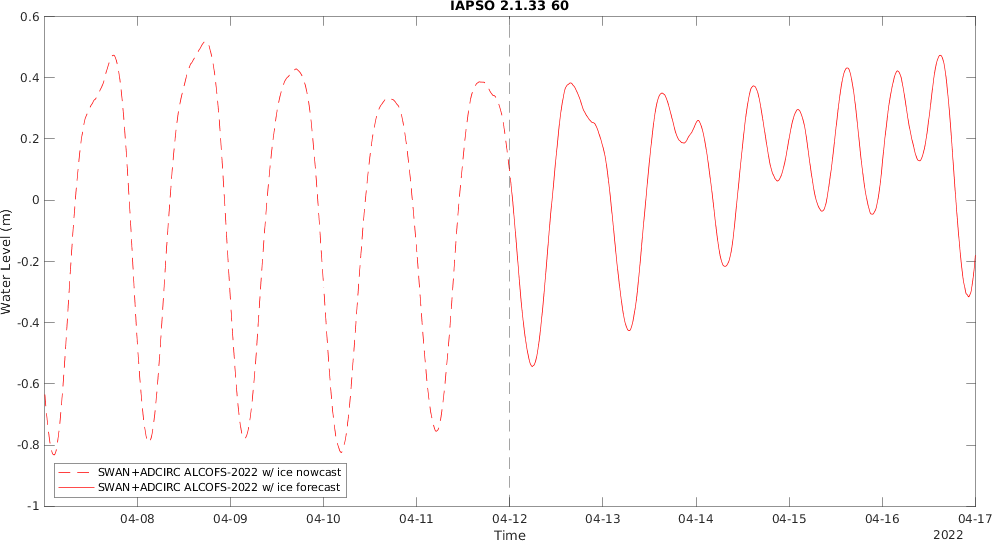 IAPSO 2.1.33 60
0.6
0.4
0.2
0
-0.2
-0.4
-0.6
-0.8
-1
Water Level (m)
SWAN+ADCIRC ALCOFS-2022 w/ ice nowcast
SWAN+ADCIRC ALCOFS-2022 w/ ice forecast
04-08 04-09 04-10 04-11 04-12 04-13 04-14 04-15 04-16 04-17
Time
2022